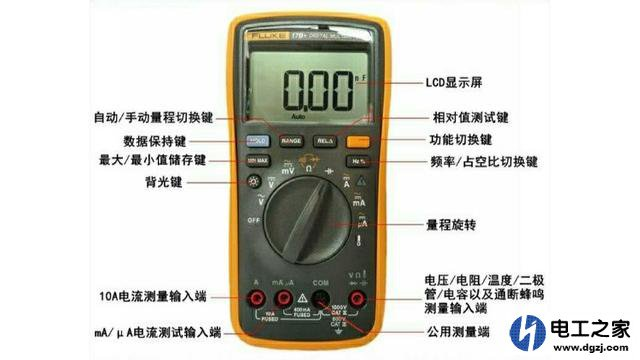 FLUKE 17B+ DIGITAL MULTIMETER
LCD显示屏
0.00 nF
Auto
自动/手动量程切换键
相对值测试键
数据保持键
HOLD
RANGE
REL△
功能切换键
最大/最小值储存键
MIN MAX
Hz %
频率/占空比切换键
背光键
mV
Ω
V
A
mA
μA
V
OFF
量程旋转
A
mA μA
COM
VΩ
10A电流测量输入端
10A
FUSED
400mA
FUSED
1000V
CAT II
600V
CAT III
电压/电阻/温度/二极
管/电容以及通断蜂鸣
测量输入端
mA/μA电流测试输入端
公用测量端
电工之家
www.dgzj.com